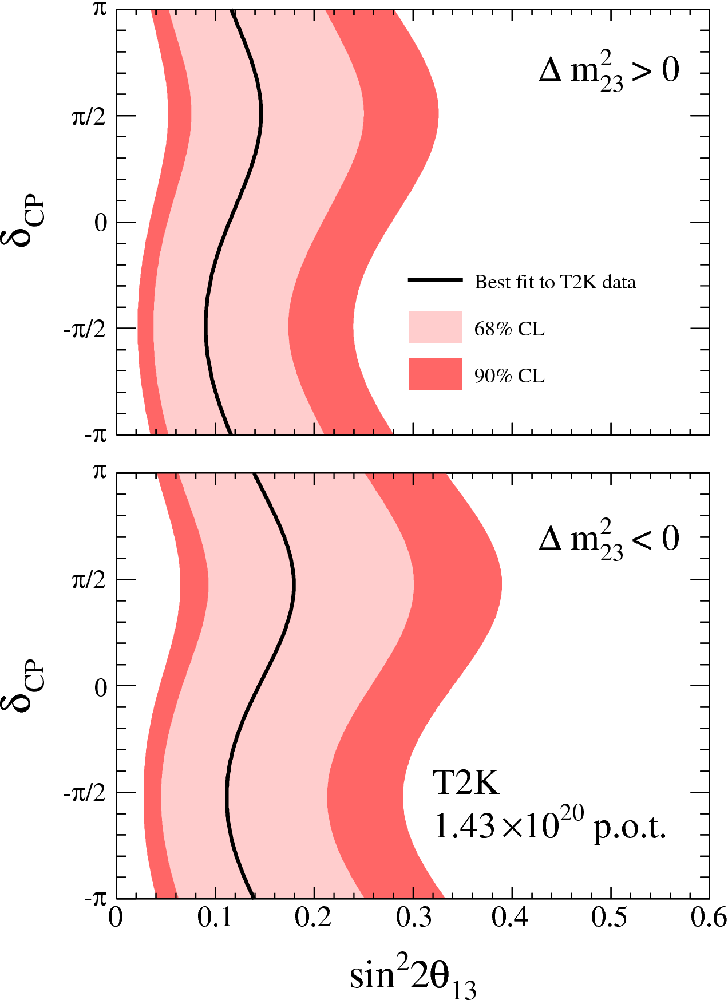 π
π/2
0
-π/2
-π
δCP
Δ m²₂₃ > 0
Best fit to T2K data
68% CL
90% CL
π
π/2
0
-π/2
-π
δCP
Δ m²₂₃ < 0
T2K
1.43×10²⁰ p.o.t.
0 0.1 0.2 0.3 0.4 0.5 0.6
sin²2θ₁₃